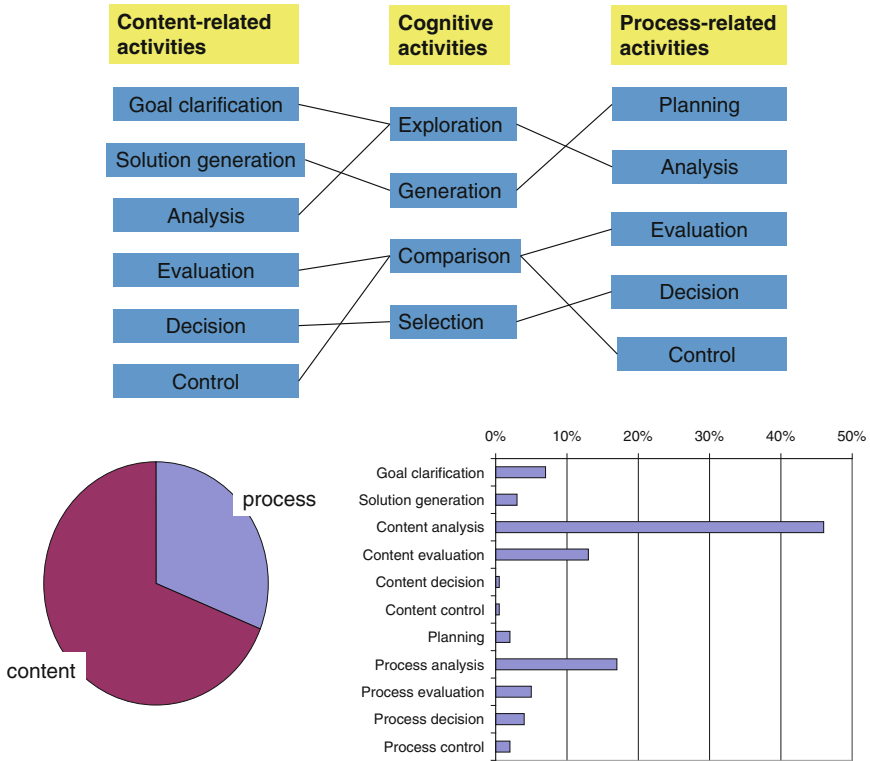 Content-related
activities
Cognitive
activities
Process-related
activities
Goal clarification
Solution generation
Analysis
Evaluation
Decision
Control
Exploration
Generation
Comparison
Selection
Planning
Analysis
Evaluation
Decision
Control
process
content
0% 10% 20% 30% 40% 50%
Goal clarification
Solution generation
Content analysis
Content evaluation
Content decision
Content control
Planning
Process analysis
Process evaluation
Process decision
Process control